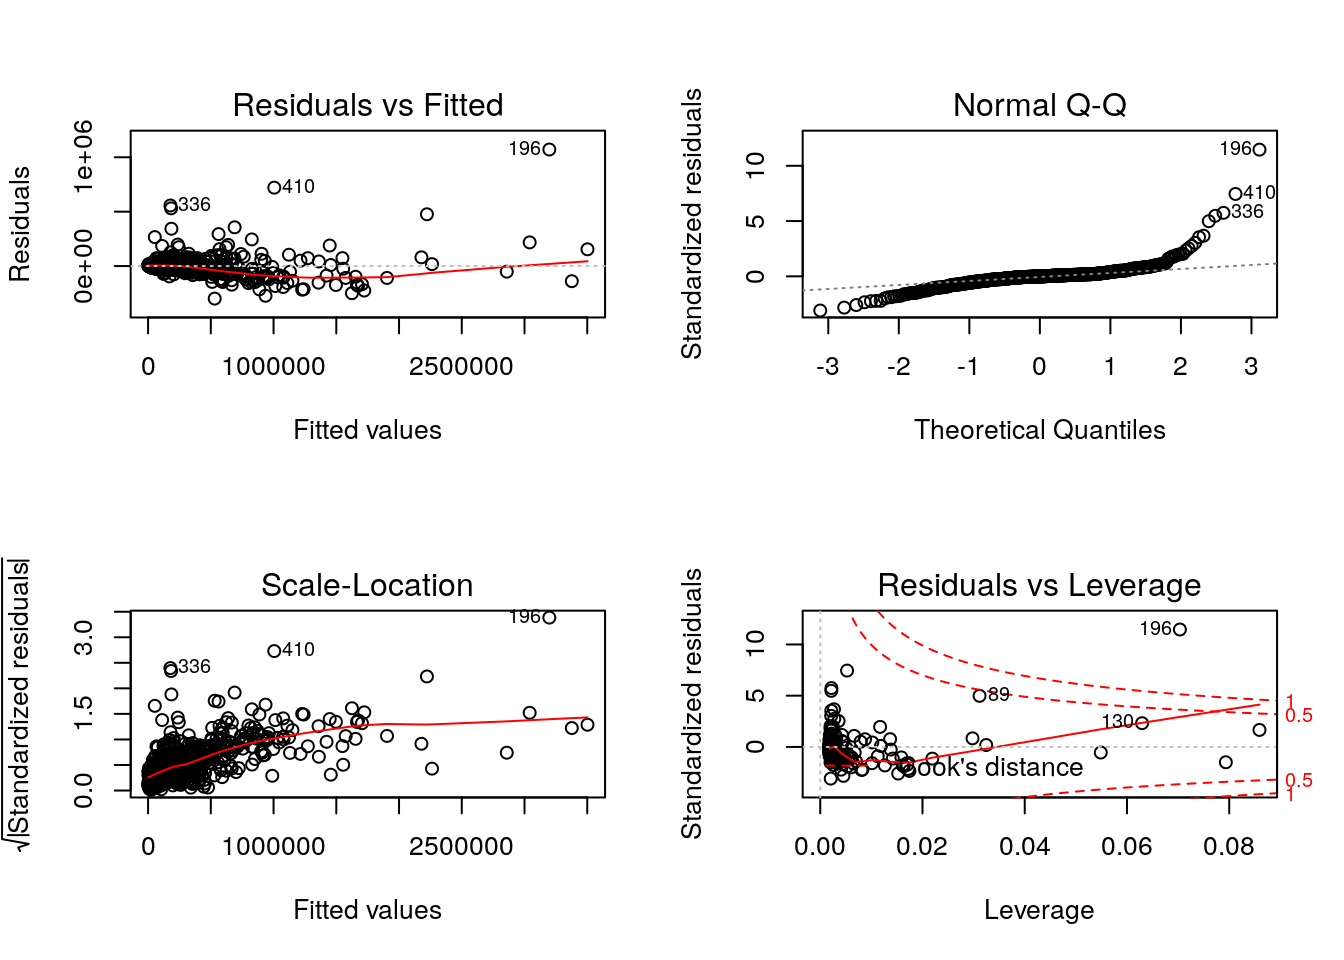 Residuals vs Fitted
Residuals
1e+06
0e+00
196
410
336
0 1000000 2500000
Fitted values
Normal Q-Q
Standardized residuals
10
5
0
196
410
336
-3 -2 -1 0 1 2 3
Theoretical Quantiles
Scale-Location
√|Standardized residuals|
3.0
1.5
0.0
196
410
336
0 1000000 2500000
Fitted values
Residuals vs Leverage
Standardized residuals
10
5
0
196
89
130
ook's distance
1
0.5
0.5
1
0.00 0.02 0.04 0.06 0.08
Leverage